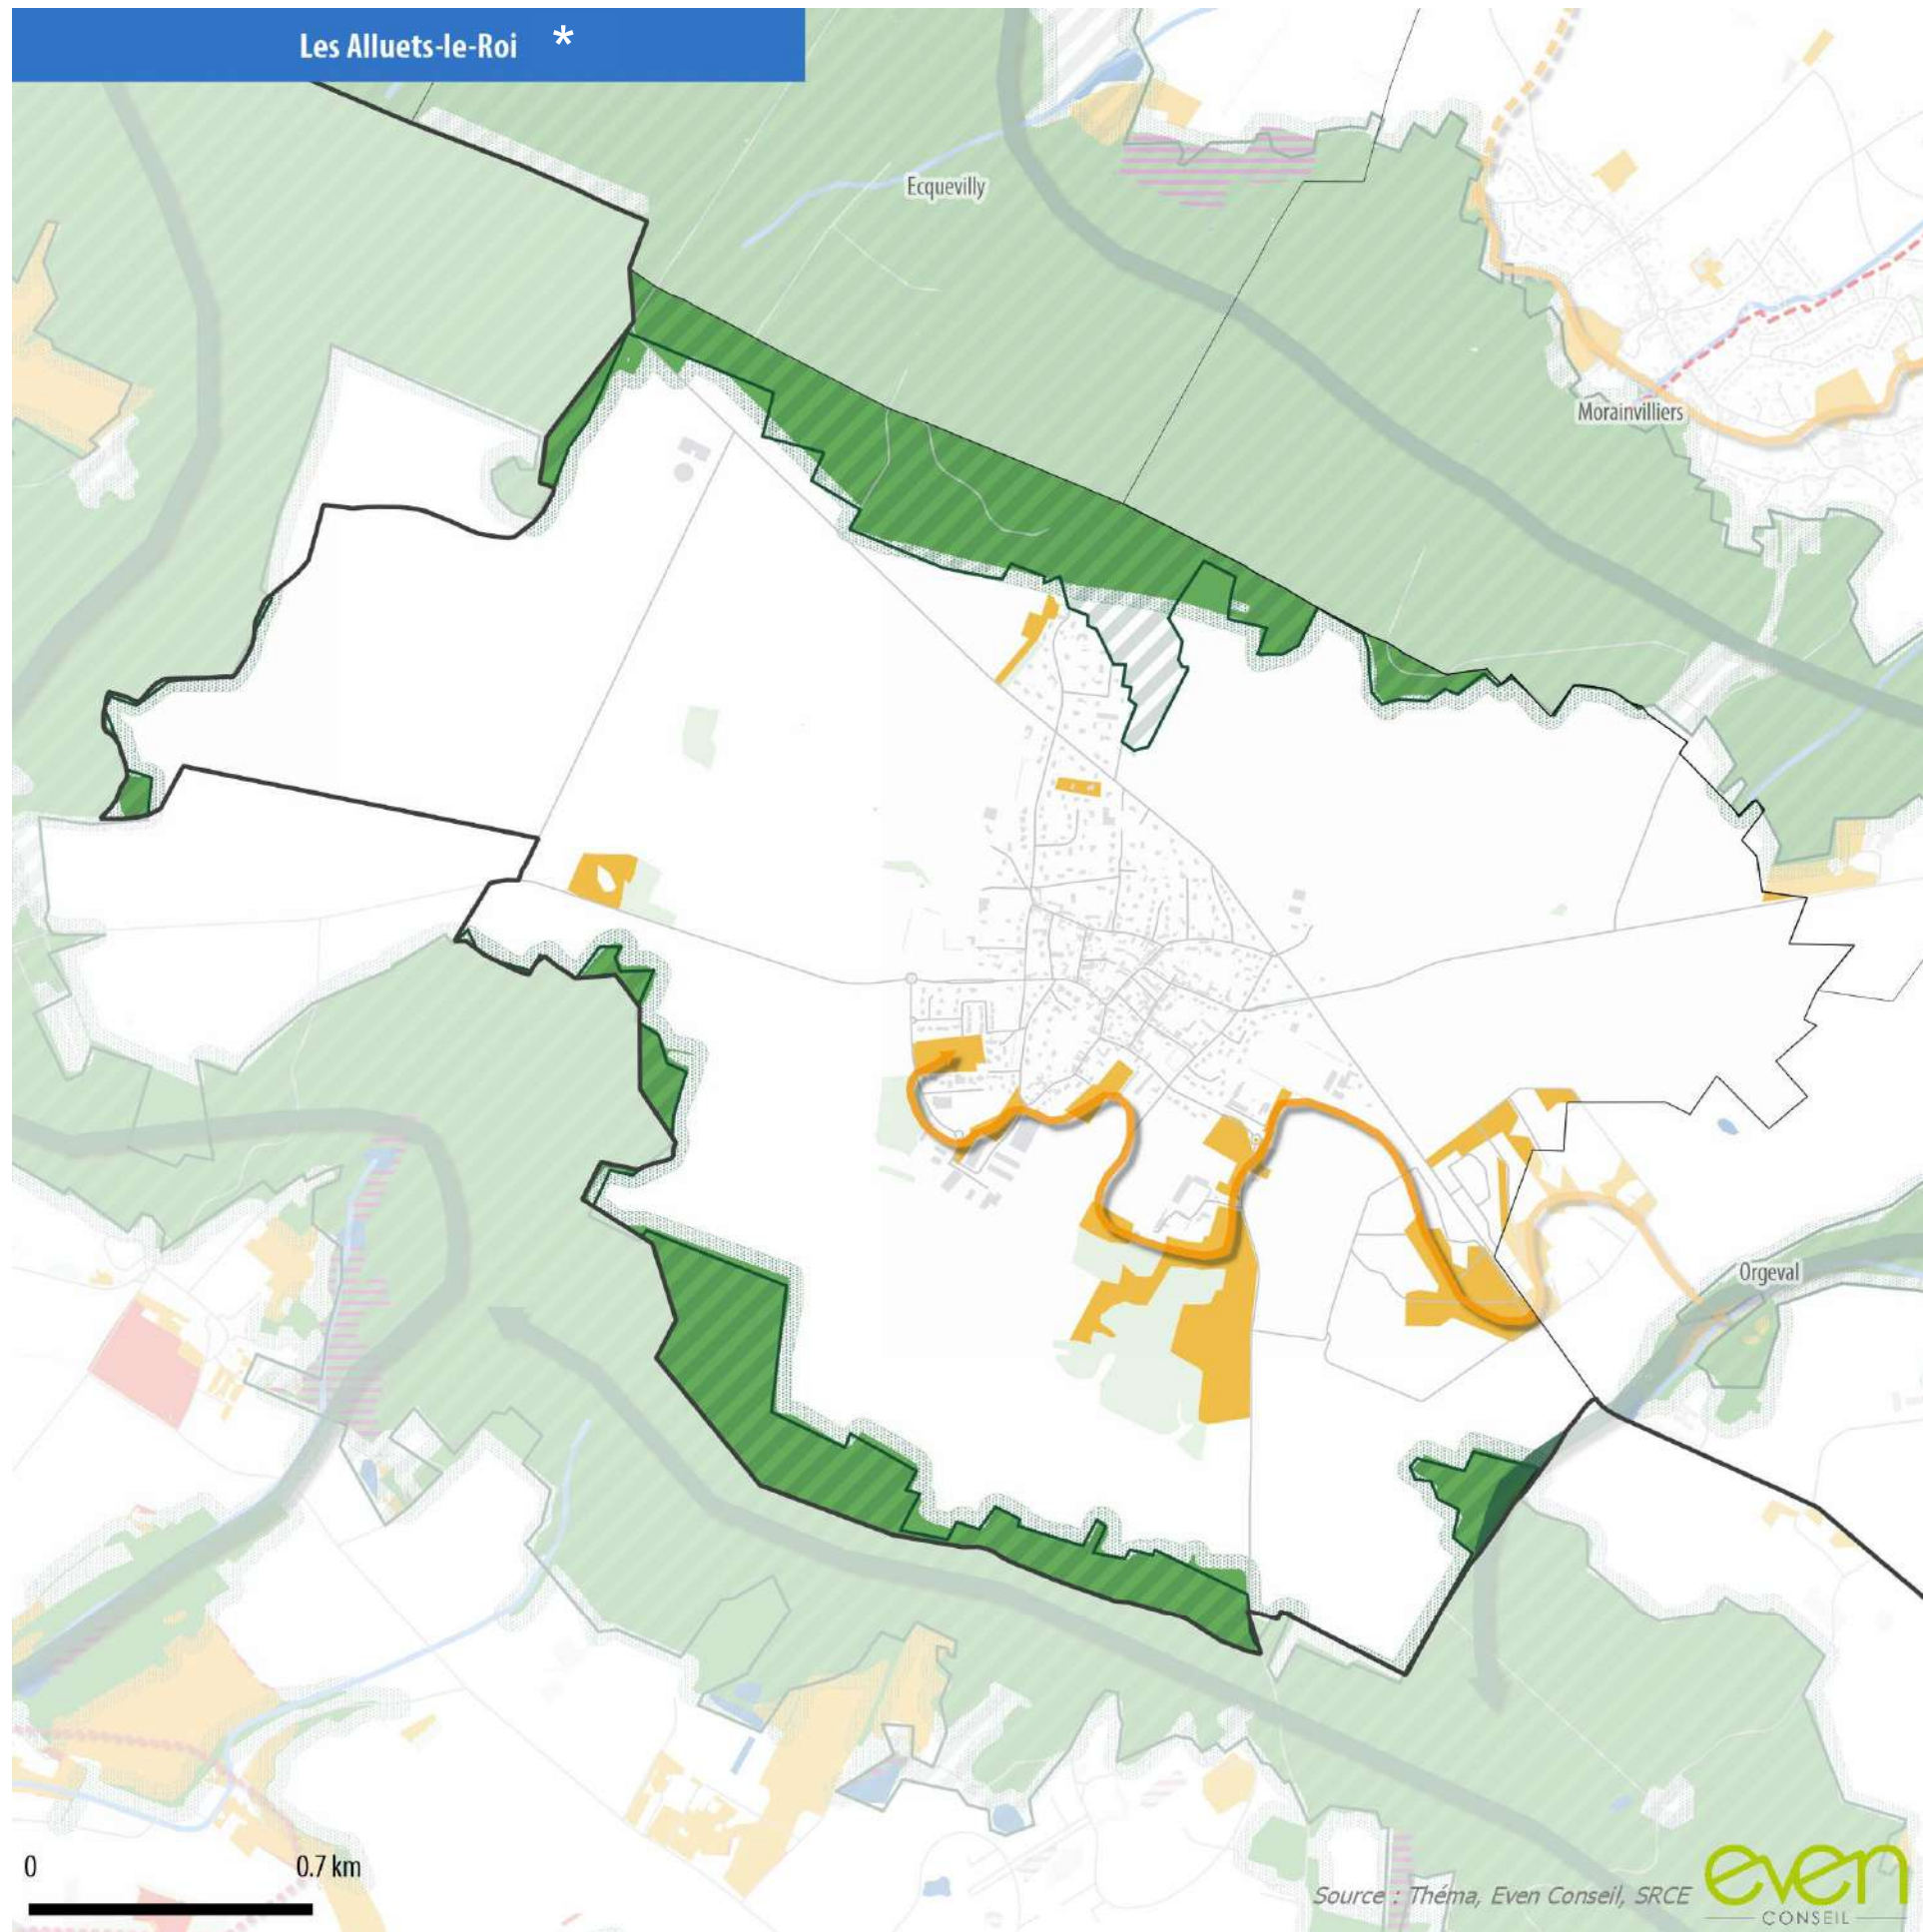 Les Alluets-le-Roi *
Ecquevilly
Morainvilliers
Orgeval
0 0.7 km
Source : Théma, Even Conseil, SRCE
even
CONSEIL